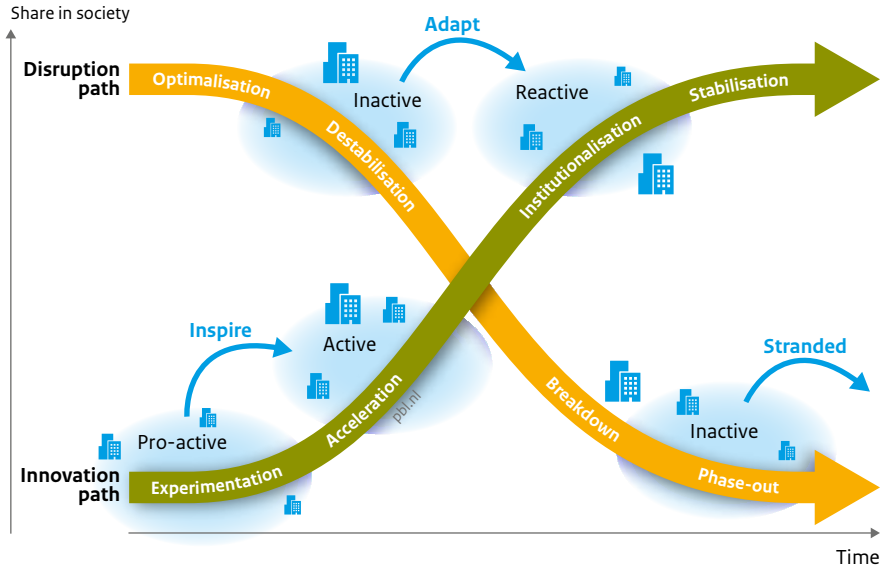 Share in society
Adapt
Disruption
path
Optimalisation
Inactive
Reactive
Stabilisation
Destabilisation
Institutionalisation
Inspire
Active
Stranded
Acceleration
pbl.nl
Breakdown
Inactive
Pro-active
Innovation
path
Experimentation
Phase-out
Time